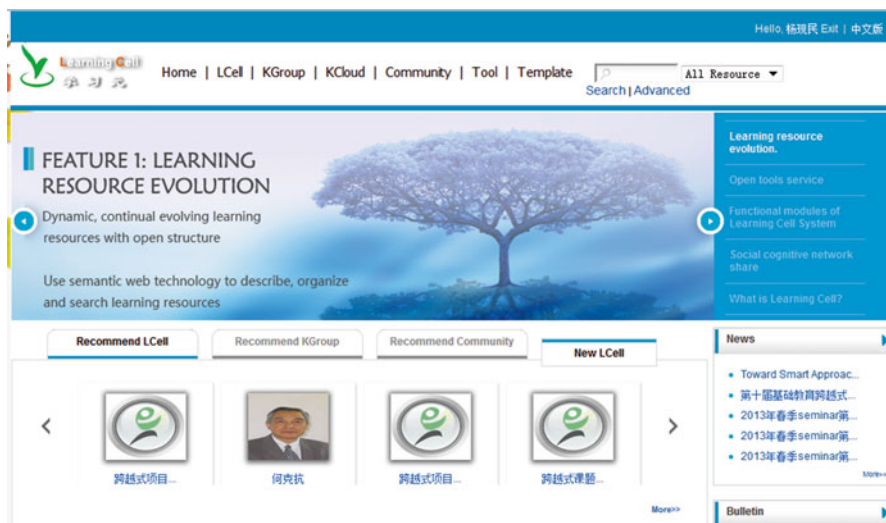 Hello, 杨现民 Exit | 中文版
Learning Cell
学习元
Home | LCell | KGroup | KCloud | Community | Tool | Template
All Resource
Search | Advanced
FEATURE 1: LEARNING
RESOURCE EVOLUTION
Dynamic, continual evolving learning
resources with open structure
Use semantic web technology to describe, organize
and search learning resources
Learning resource
evolution.
Open tools service
Functional modules of
Learning Cell System
Social cognitive network
share
What is Learning Cell?
Recommend LCell
Recommend KGroup
Recommend Community
New LCell
跨越式项目...
何克抗
跨越式项目...
跨越式课题...
More>>
News
Toward Smart Approac...
第十届基础教育跨越式...
2013年春季seminar第...
2013年春季seminar第...
2013年春季seminar第...
More>>
Bulletin